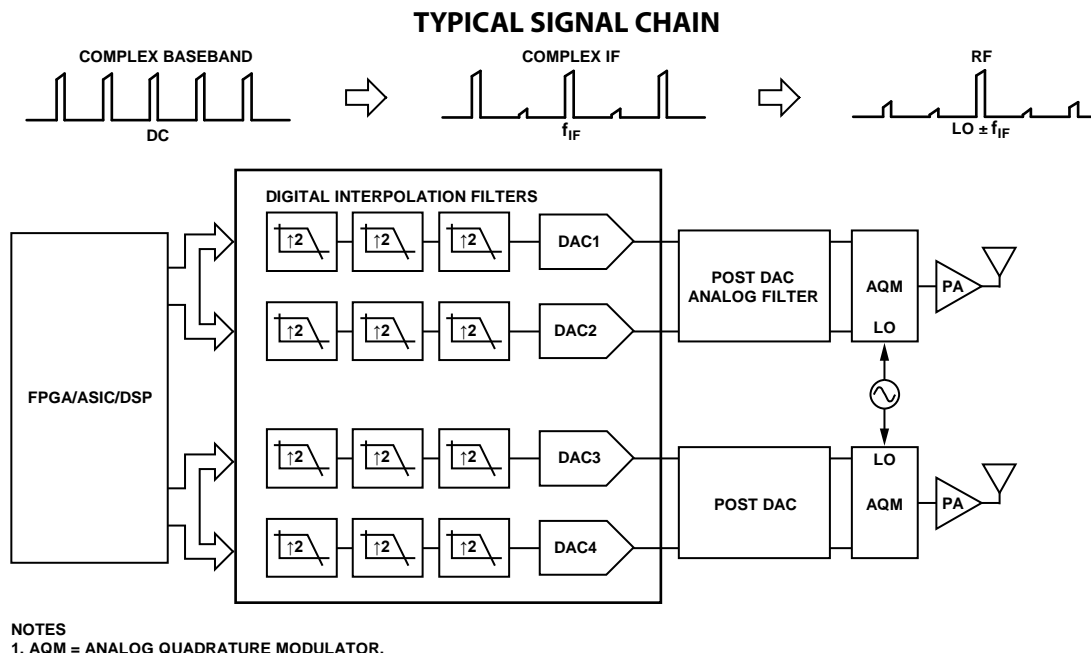 TYPICAL SIGNAL CHAIN
COMPLEX BASEBAND
COMPLEX IF
RF
DC
fIF
LO ± fIF
DIGITAL INTERPOLATION FILTERS
↑2 ↑2 ↑2 DAC1
↑2 ↑2 ↑2 DAC2
↑2 ↑2 ↑2 DAC3
↑2 ↑2 ↑2 DAC4
FPGA/ASIC/DSP
POST DAC
ANALOG FILTER
AQM
LO
PA
POST DAC
LO
AQM
PA
NOTES
1. AQM = ANALOG QUADRATURE MODULATOR.